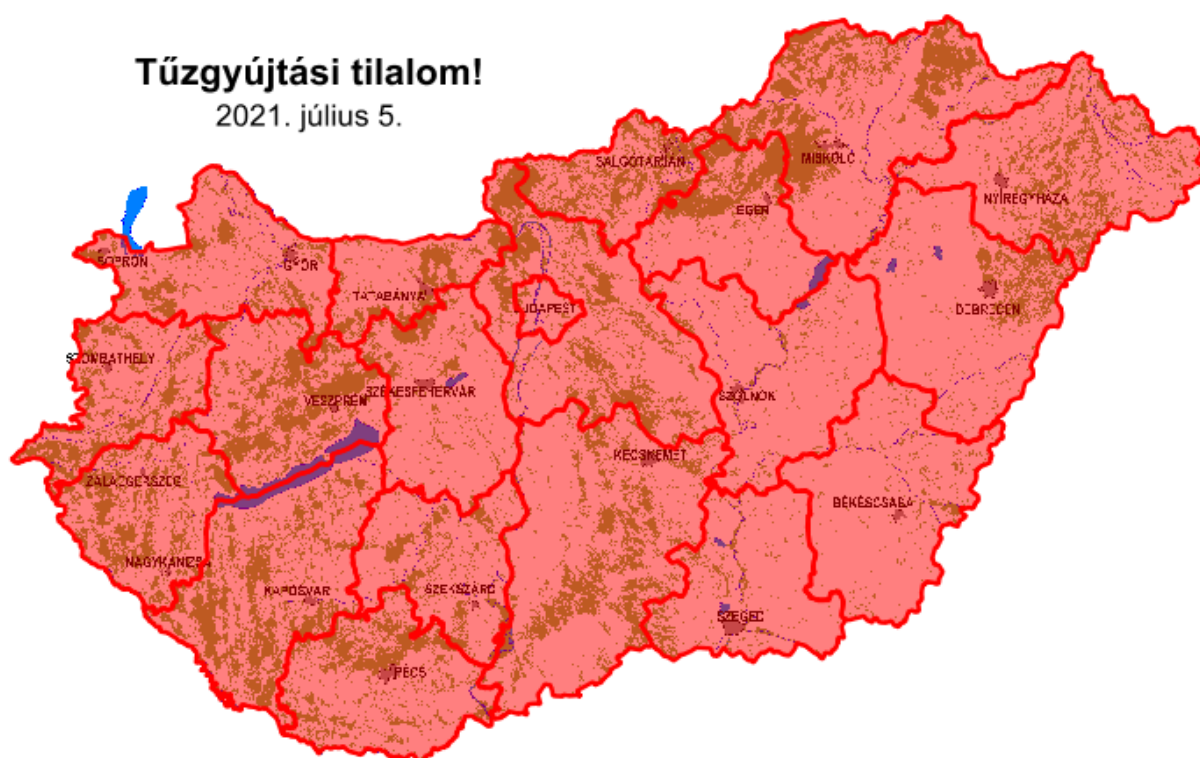 Tűzgyújtási tilalom!
2021. július 5.
SALGÓTARJÁN
MISKOLC
NYÍREGYHÁZA
EGER
SOPRON
GYŐR
TATABÁNYA
BUDAPEST
DEBRECEN
SZOMBATHELY
VESZPRÉM
SZÉKESFEHÉRVÁR
SZOLNOK
KECSKEMÉT
ZALAEGERSZEG
BÉKÉSCSABA
NAGYKANIZSA
KAPOSVÁR
SZEKSZÁRD
SZEGED
PÉCS